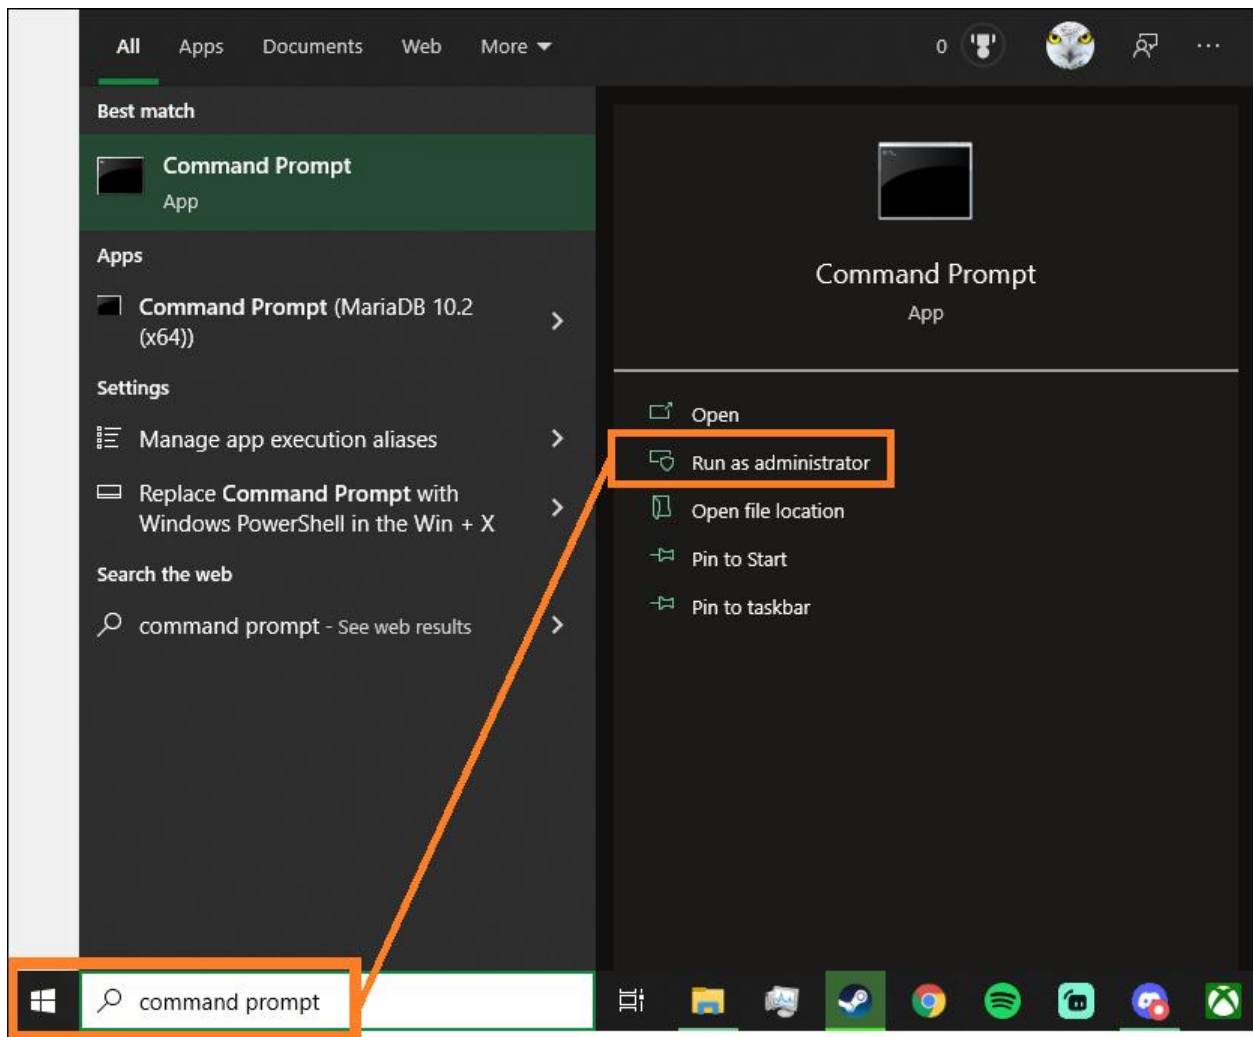 All Apps Documents Web More 0
Best match
Command Prompt
App
Apps
Command Prompt (MariaDB 10.2
(x64))
Settings
Manage app execution aliases
Replace Command Prompt with
Windows PowerShell in the Win + X
Search the web
command prompt - See web results
Command Prompt
App
Open
Run as administrator
Open file location
Pin to Start
Pin to taskbar
command prompt